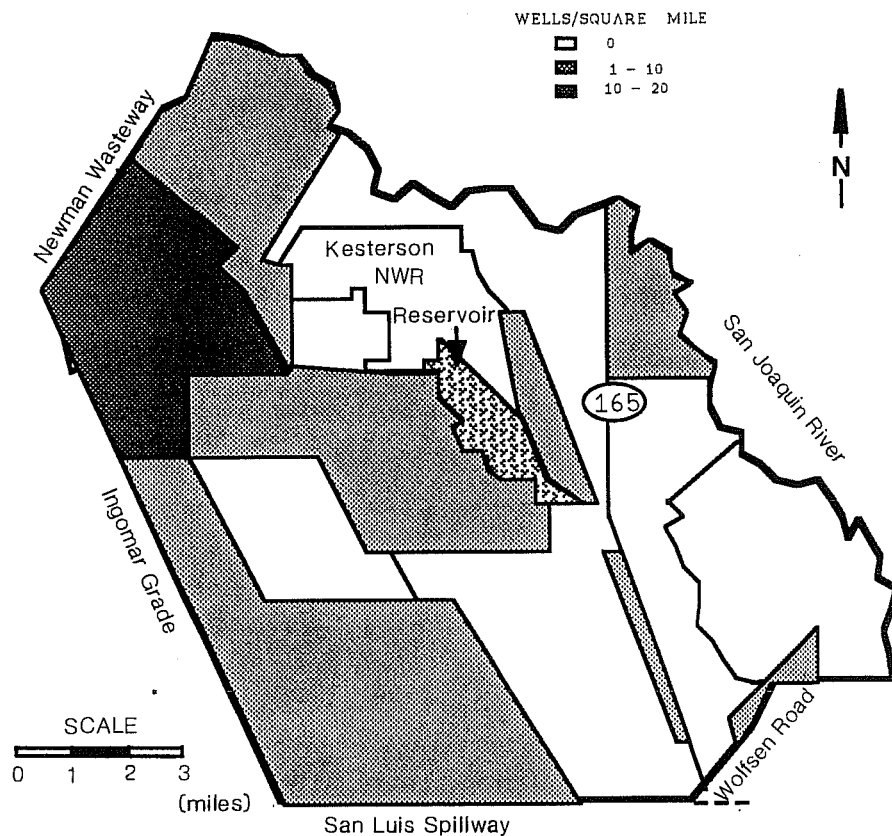 WELLS/SQUARE MILE
0
1 - 10
10 - 20
N
Newman Wasteway
Kesterson
NWR
Reservoir
165
San Joaquin River
Ingomar Grade
SCALE
0 1 2 3
(miles)
Wolfsen Road
San Luis Spillway